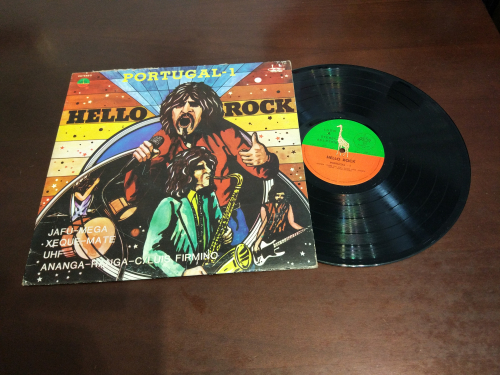 PORTUGAL-1
HELLO ROCK
JAFU-MEGA
XEQUE-MATE
UHF
ANANGA-RANGA-C/LUIS FIRMINO
HELLO ROCK